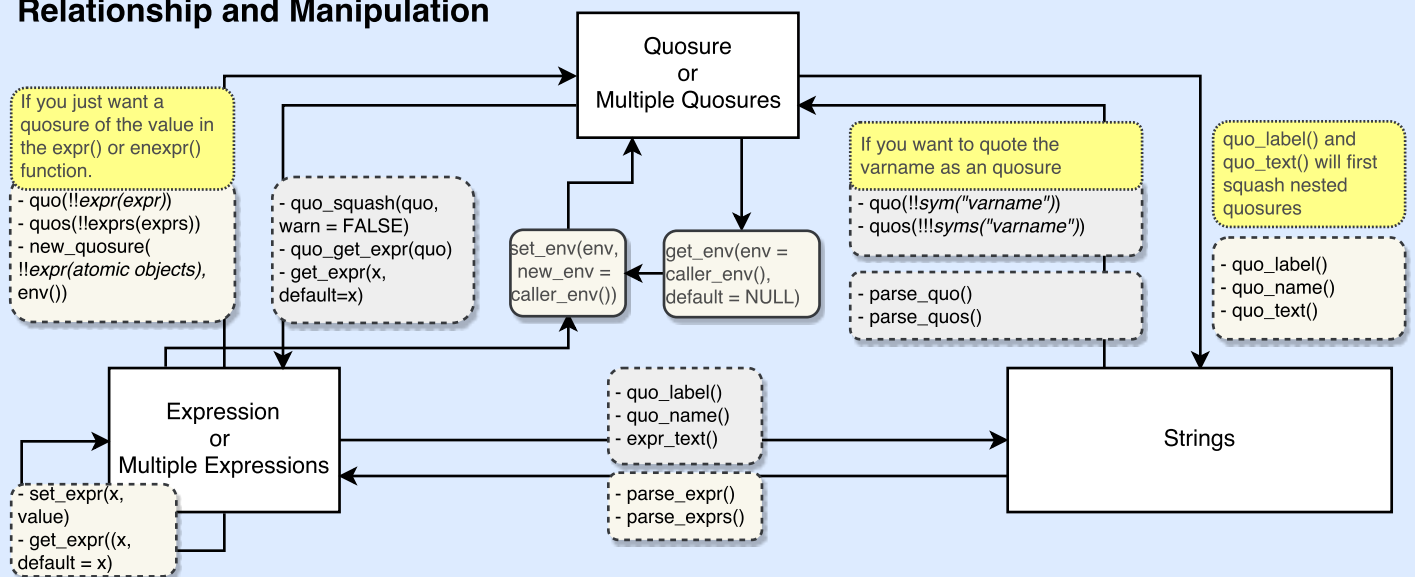 Relationship and Manipulation
Quosure
or
Multiple Quosures
If you just want a
quosure of the value in
the expr() or enexpr()
function.
- quo(!!expr(expr))
- quos(!!exprs(exprs))
- new_quosure(
!!expr(atomic objects),
env())
- quo_squash(quo,
warn = FALSE)
- quo_get_expr(quo)
- get_expr(x,
default=x)
set_env(env,
new_env =
caller_env())
get_env(env =
caller_env(),
default = NULL)
If you want to quote the
varname as an quosure
- quo(!!sym("varname"))
- quos(!!!syms("varname"))
- parse_quo()
- parse_quos()
quo_label() and
quo_text() will first
squash nested
quosures
- quo_label()
- quo_name()
- quo_text()
Expression
or
Multiple Expressions
- set_expr(x,
value)
- get_expr((x,
default = x)
- quo_label()
- quo_name()
- expr_text()
- parse_expr()
- parse_exprs()
Strings